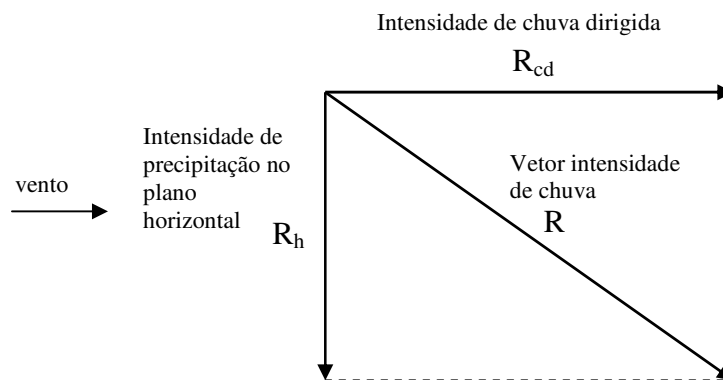 Intensidade de chuva dirigida
R_cd
Intensidade de
precipitação no
plano
horizontal
R_h
vento
Vetor intensidade
de chuva
R